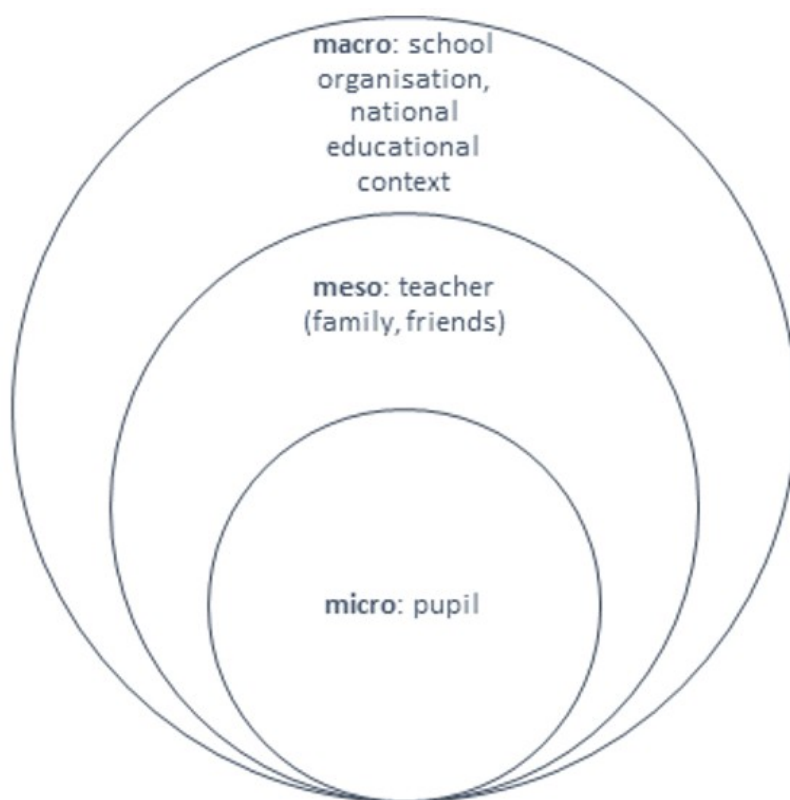 macro: school
organisation,
national
educational
context
meso: teacher
(family, friends)
micro: pupil